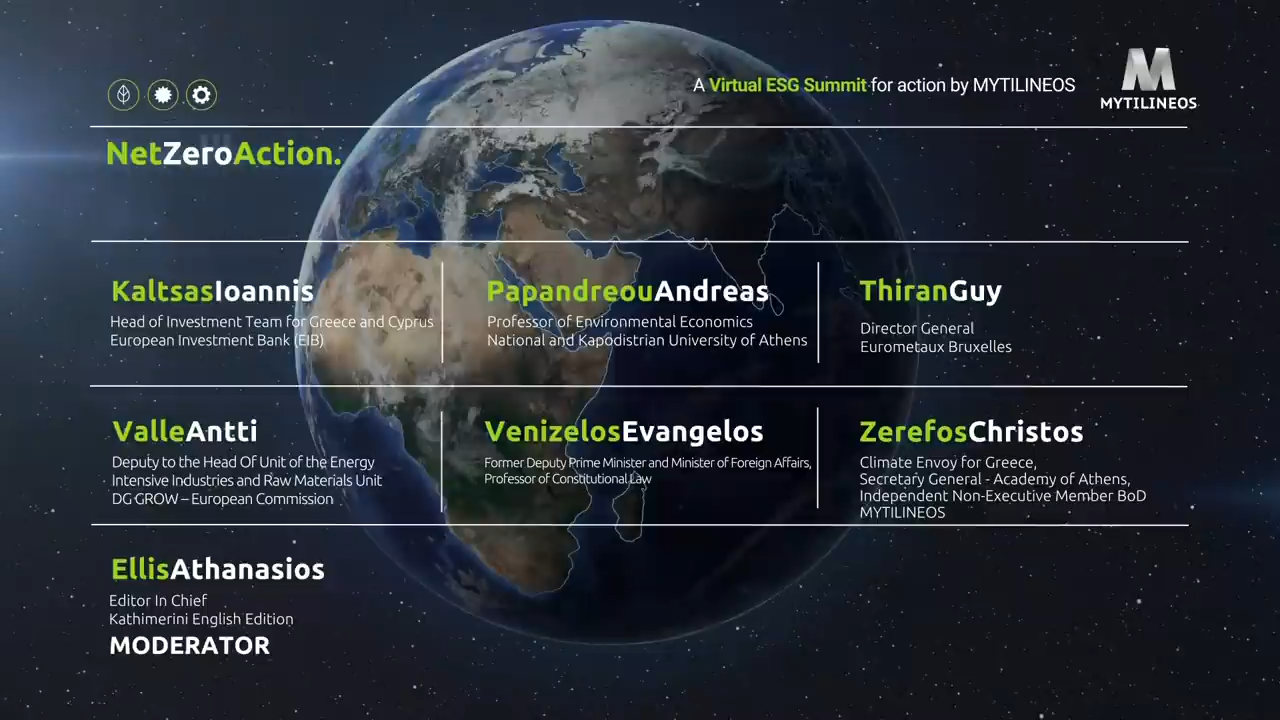 A Virtual ESG Summit for action by MYTILINEOS
MYTILINEOS
NetZeroAction.
KaltsasIoannis
Head of Investment Team for Greece and Cyprus
European Investment Bank (EIB)
PapandreouAndreas
Professor of Environmental Economics
National and Kapodistrian University of Athens
ThiranGuy
Director General
Eurometaux Bruxelles
ValleAntti
Deputy to the Head Of Unit of the Energy
Intensive Industries and Raw Materials Unit
DG GROW – European Commission
VenizelosEvangelos
Former Deputy Prime Minister and Minister of Foreign Affairs,
Professor of Constitutional Law
ZerefosChristos
Climate Envoy for Greece,
Secretary General - Academy of Athens,
Independent Non-Executive Member BoD
MYTILINEOS
EllisAthanasios
Editor In Chief
Kathimerini English Edition
MODERATOR